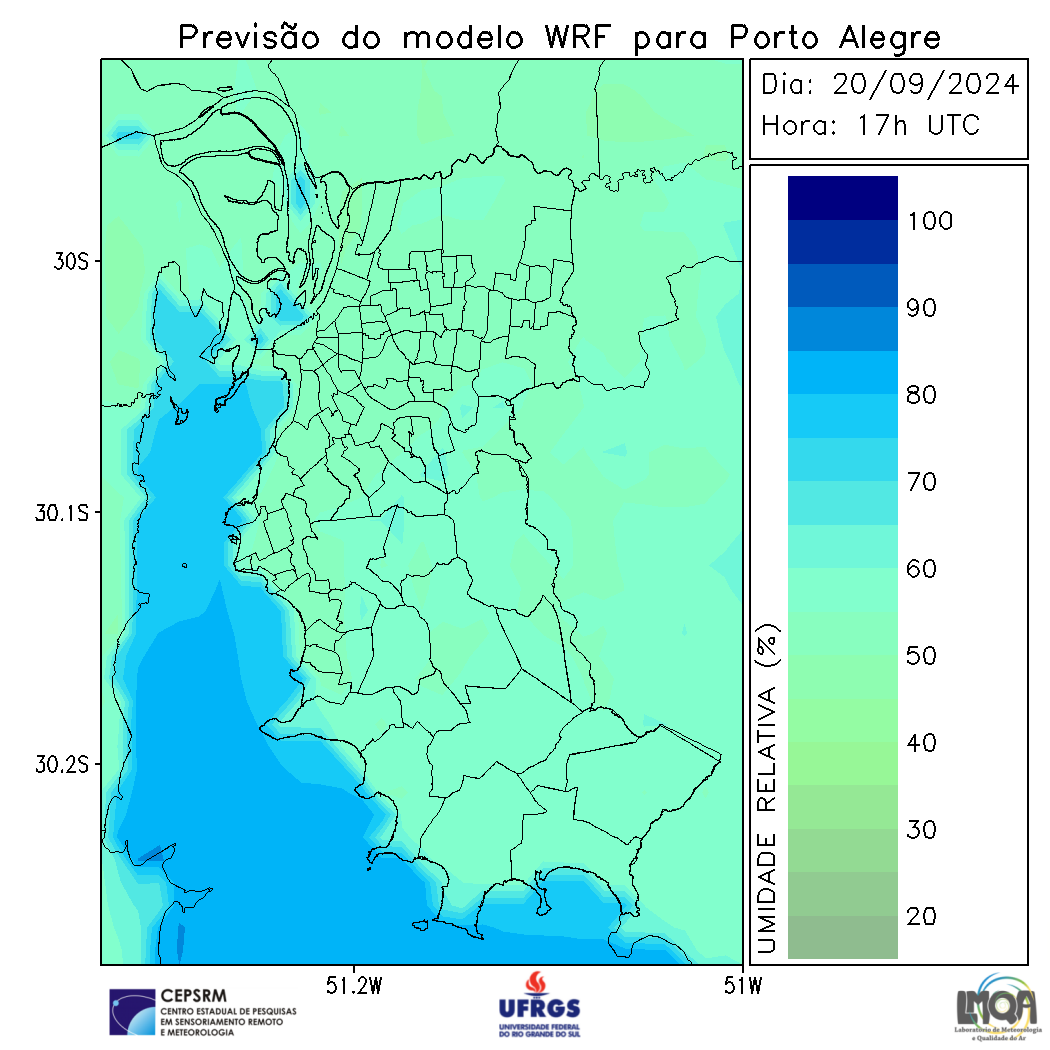 Previsão do modelo WRF para Porto Alegre
Dia: 20/09/2024
Hora: 17h UTC
30S
30.1S
30.2S
51.2W
51W
100
90
80
70
60
50
40
30
20
UMIDADE RELATIVA (%)
CEPSRM
CENTRO ESTADUAL DE PESQUISAS
EM SENSORIAMENTO REMOTO
E METEOROLOGIA
UFRGS
UNIVERSIDADE FEDERAL
DO RIO GRANDE DO SUL
LMQA
Laboratório de Meteorologia
e Qualidade do Ar